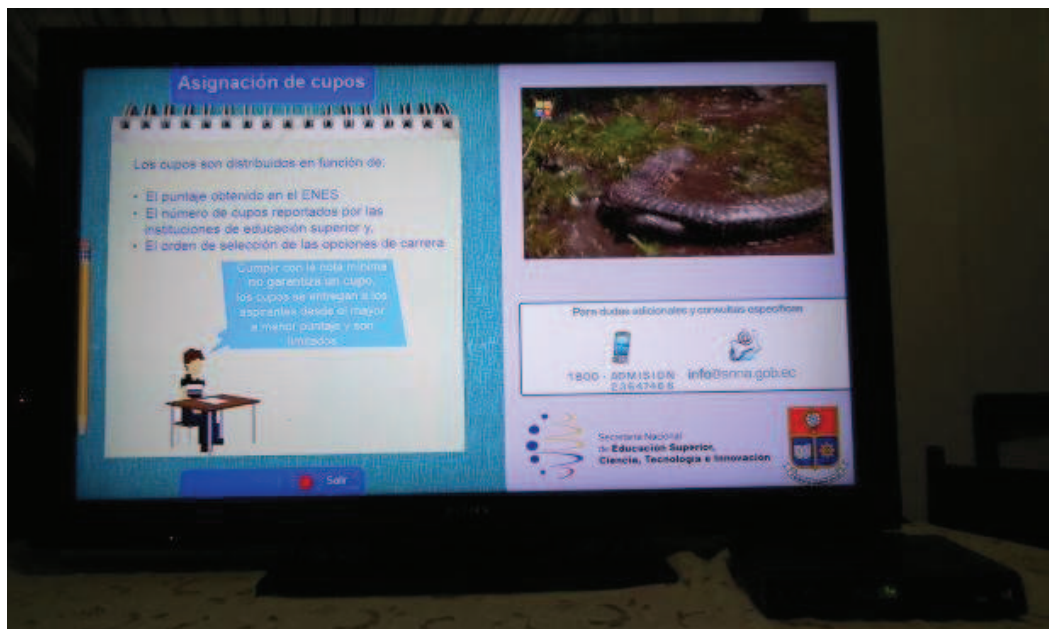 Asignación de cupos
Los cupos son distribuidos en función de:
• El puntaje obtenido en el ENES
• El número de cupos reportados por las
instituciones de educación superior y,
• El orden de selección de las opciones de carrera
Cumplir con la nota mínima
no garantiza un cupo,
los cupos se entregan a los
aspirantes desde el mayor
a menor puntaje y son
limitados
Salir
Para dudas adicionales y consultas específicas
1800 - ADMISION
23647466
info@snna.gob.ec
Secretaría Nacional
de Educación Superior,
Ciencia, Tecnología e Innovación
SONY